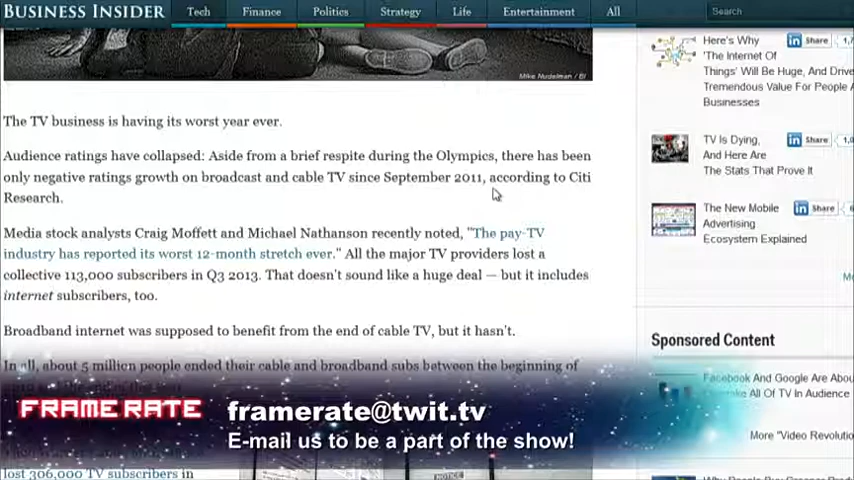 BUSINESS INSIDER
Tech Finance Politics Strategy Life Entertainment All Search
Mike Nudelman / BI
The TV business is having its worst year ever.
Audience ratings have collapsed: Aside from a brief respite during the Olympics, there has been
only negative ratings growth on broadcast and cable TV since September 2011, according to Citi
Research.
Media stock analysts Craig Moffett and Michael Nathanson recently noted, "The pay-TV
industry has reported its worst 12-month stretch ever." All the major TV providers lost a
collective 113,000 subscribers in Q3 2013. That doesn't sound like a huge deal — but it includes
internet subscribers, too.
Broadband internet was supposed to benefit from the end of cable TV, but it hasn't.
In all, about 5 million people ended their cable and broadband subs between the beginning of
lost 306,000 TV subscribers in
Here's Why
'The Internet Of
Things' Will Be Huge, And Drive
Tremendous Value For People A
Businesses
in Share
TV Is Dying,
And Here Are
The Stats That Prove It
in Share
The New Mobile
Advertising
Ecosystem Explained
in Share
Sponsored Content
Facebook And Google Are Abou
All Of TV In Audience
More "Video Revolutio
FRAME RATE
framerate@twit.tv
E-mail us to be a part of the show!
NOTICE